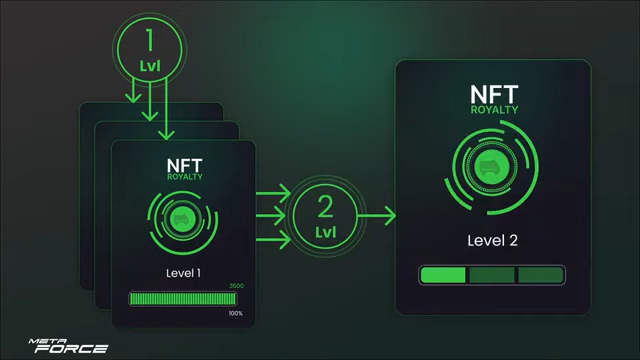 1
Lvl
NFT
ROYALTY
Level 1
3500
100%
2
Lvl
NFT
ROYALTY
Level 2
META
FORCE